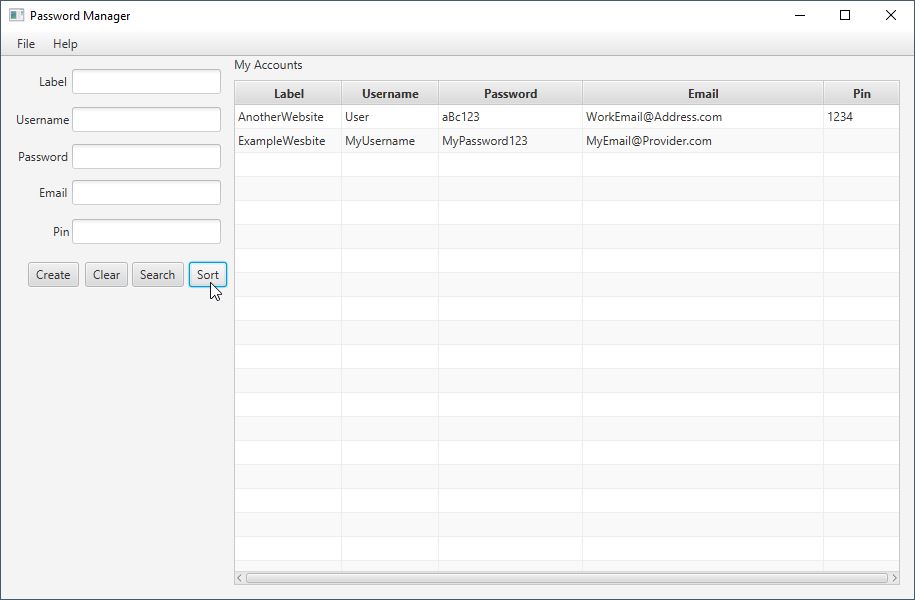 Password Manager
File Help
Label
Username
Password
Email
Pin
Create Clear Search Sort
My Accounts
Label Username Password Email Pin
AnotherWebsite User aBc123 WorkEmail@Address.com 1234
ExampleWesbite MyUsername MyPassword123 MyEmail@Provider.com